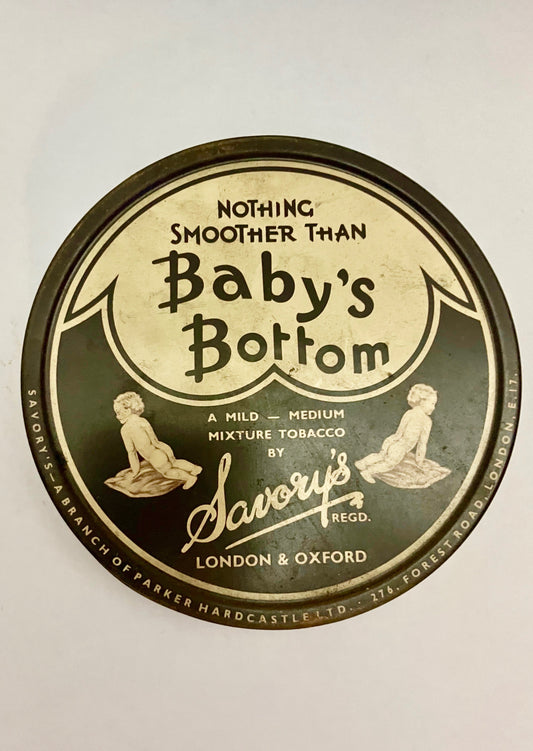 NOTHING
SMOOTHER THAN
Baby's
Bottom
A MILD — MEDIUM
MIXTURE TOBACCO
BY
Savory's
REGD.
LONDON & OXFORD
SAVORY'S — A BRANCH OF PARKER HARDCASTLE LTD. · 276, FOREST ROAD, LONDON, E.17.